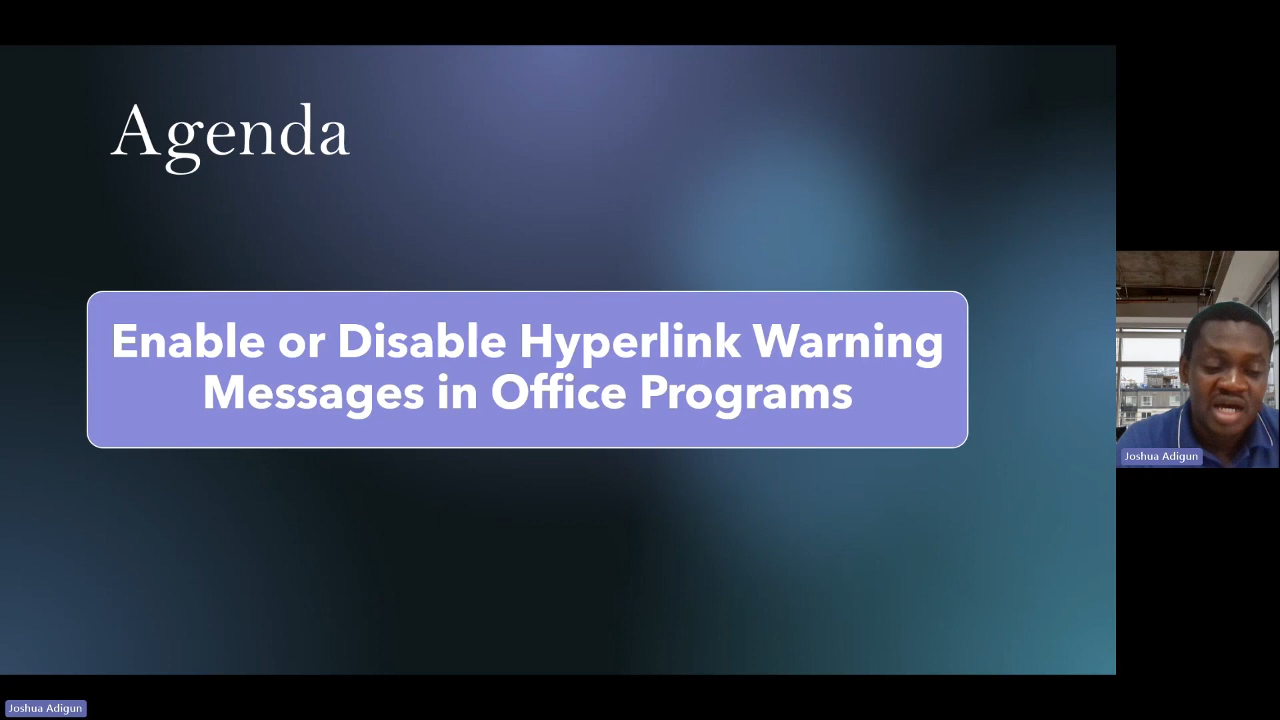 Agenda
Enable or Disable Hyperlink Warning
Messages in Office Programs
Joshua Adigun
Joshua Adigun